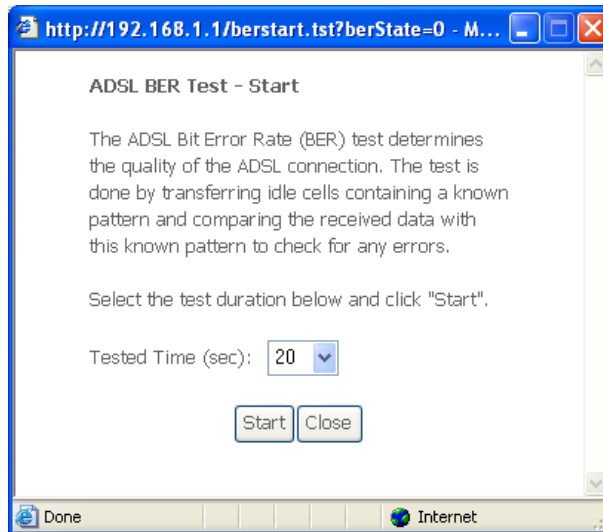 http://192.168.1.1/berstart.tst?berState=0 - M...
ADSL BER Test - Start
The ADSL Bit Error Rate (BER) test determines
the quality of the ADSL connection. The test is
done by transferring idle cells containing a known
pattern and comparing the received data with
this known pattern to check for any errors.
Select the test duration below and click "Start".
Tested Time (sec): 20
Start Close
Done Internet